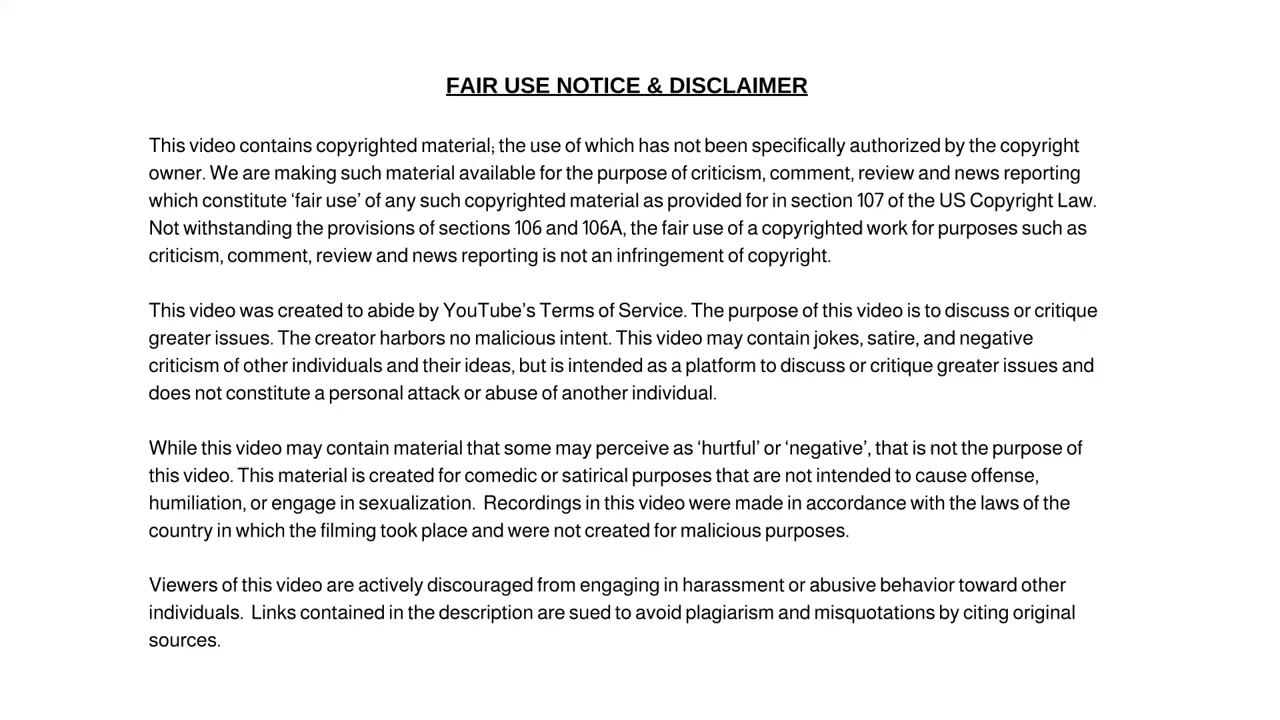 FAIR USE NOTICE & DISCLAIMER
This video contains copyrighted material; the use of which has not been specifically authorized by the copyright
owner. We are making such material available for the purpose of criticism, comment, review and news reporting
which constitute ‘fair use’ of any such copyrighted material as provided for in section 107 of the US Copyright Law.
Not withstanding the provisions of sections 106 and 106A, the fair use of a copyrighted work for purposes such as
criticism, comment, review and news reporting is not an infringement of copyright.
This video was created to abide by YouTube’s Terms of Service. The purpose of this video is to discuss or critique
greater issues. The creator harbors no malicious intent. This video may contain jokes, satire, and negative
criticism of other individuals and their ideas, but is intended as a platform to discuss or critique greater issues and
does not constitute a personal attack or abuse of another individual.
While this video may contain material that some may perceive as ‘hurtful’ or ‘negative’, that is not the purpose of
this video. This material is created for comedic or satirical purposes that are not intended to cause offense,
humiliation, or engage in sexualization.  Recordings in this video were made in accordance with the laws of the
country in which the filming took place and were not created for malicious purposes.
Viewers of this video are actively discouraged from engaging in harassment or abusive behavior toward other
individuals.  Links contained in the description are sued to avoid plagiarism and misquotations by citing original
sources.